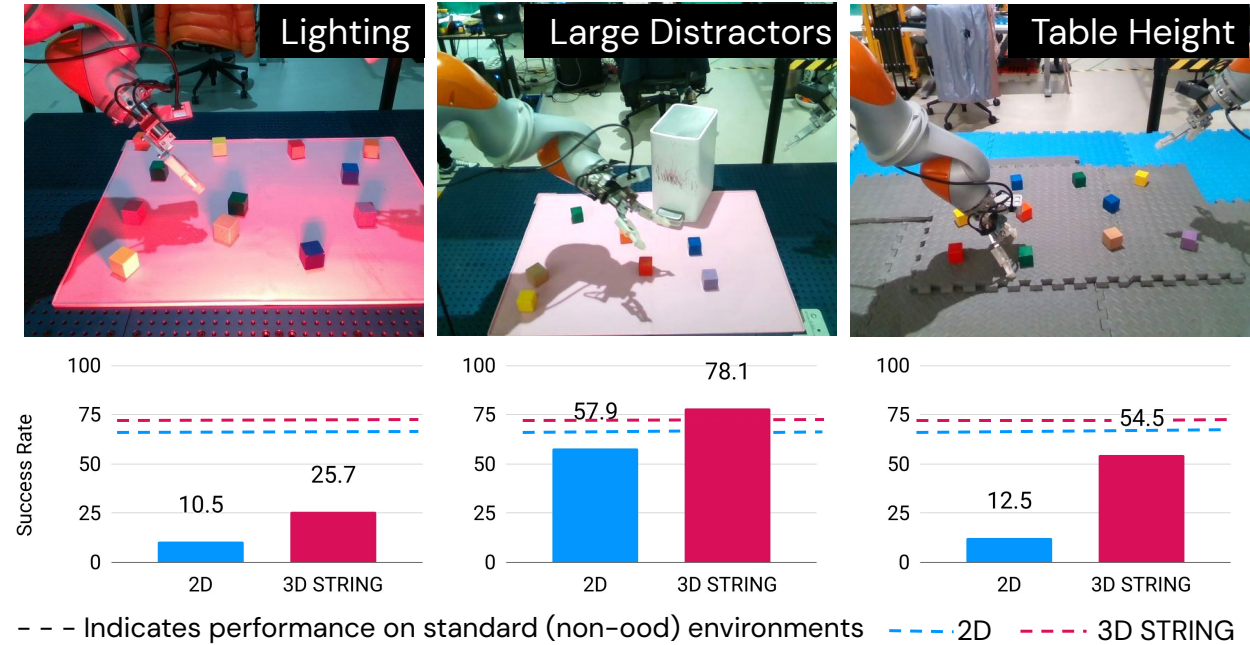 Lighting
Large Distractors
Table Height
Success Rate
100
75
50
25
0
10.5
25.7
2D
3D STRING
100
75
50
25
0
57.9
78.1
2D
3D STRING
100
75
50
25
0
12.5
54.5
2D
3D STRING
--- Indicates performance on standard (non-ood) environments
2D
3D STRING